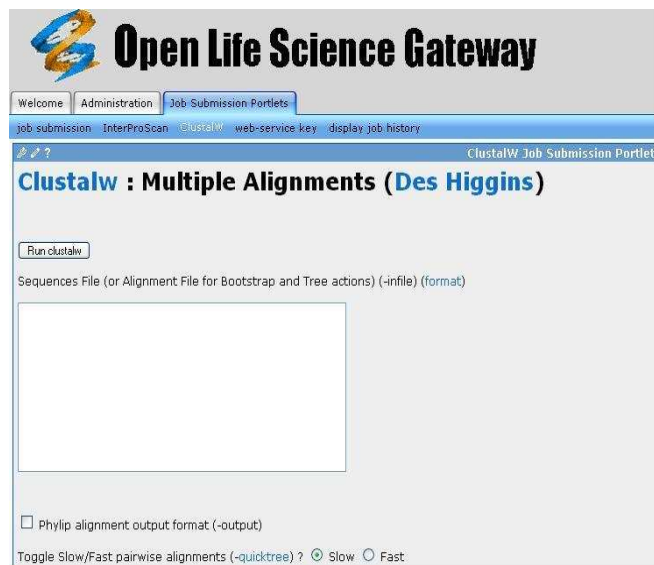 Open Life Science Gateway
Welcome Administration Job Submission Portlets
job submission InterProScan ClustalW web-service key display job history
? ClustalW Job Submission Portlet
Clustalw : Multiple Alignments (Des Higgins)
Run clustalw
Sequences File (or Alignment File for Bootstrap and Tree actions) (-infile) (format)
Phylip alignment output format (-output)
Toggle Slow/Fast pairwise alignments (-quicktree) ? Slow Fast